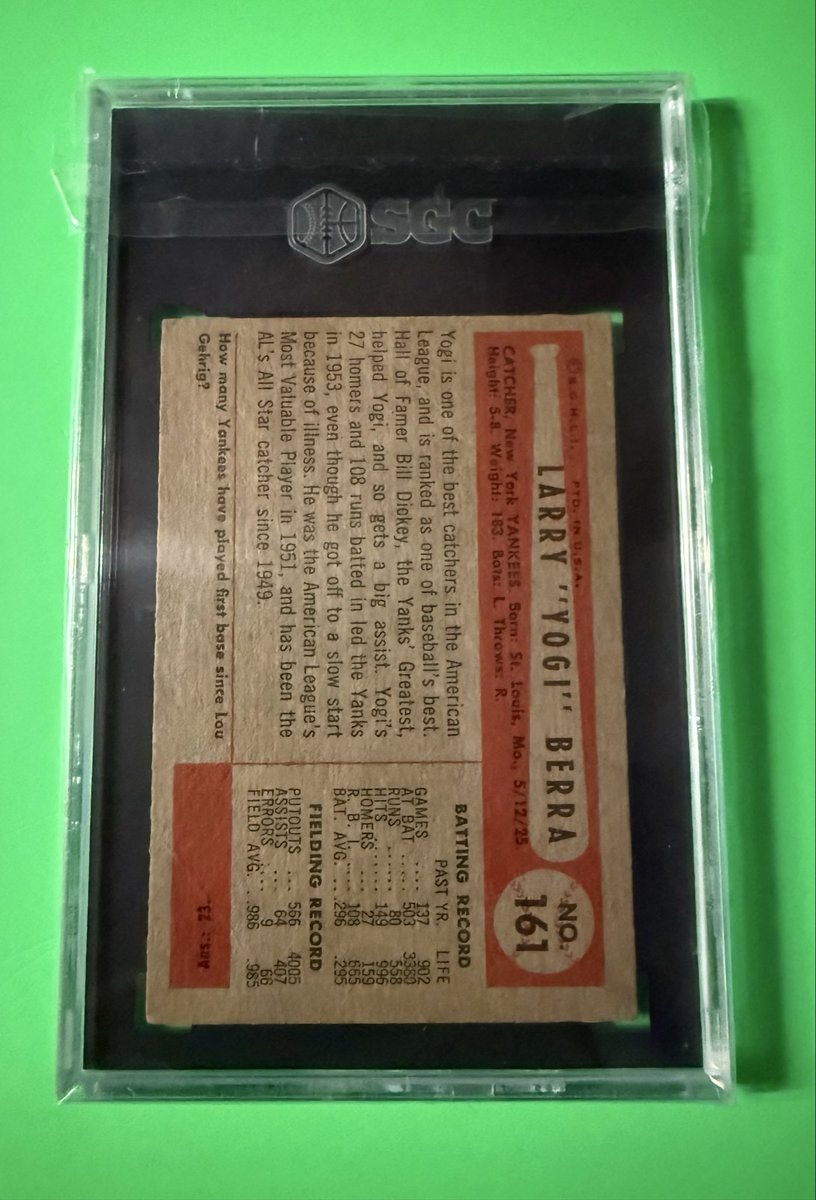 SGC
© B.G.H.L.I. PTD. IN U.S.A.
LARRY "YOGI" BERRA
NO.
161
CATCHER, New York YANKEES Born: St. Louis, Mo., 5/12/25
Height: 5-8 Weight: 183 Bats: L. Throws: R.
Yogi is one of the best catchers in the American
League, and is ranked as one of baseball's best.
Hall of Famer Bill Dickey, the Yanks' Greatest,
helped Yogi, and so gets a big assist. Yogi's
27 homers and 108 runs batted in led the Yanks
in 1953, even though he got off to a slow start
because of illness. He was the American League's
Most Valuable Player in 1951, and has been the
AL's All Star catcher since 1949.
BATTING RECORD
PAST YR. LIFE
GAMES .... 137 902
AT BAT ..... 503 3380
RUNS ...... 80 558
HITS ...... 149 996
HOMERS .... 27 159
R. B. I. ..... 108 665
BAT. AVG. ... .296 .295
FIELDING RECORD
PUTOUTS ... 566 4005
ASSISTS ... 64 407
ERRORS .... 9 66
FIELD AVG. .986 .985
How many Yankees have played first base since Lou
Gehrig?
Ans.: 23.